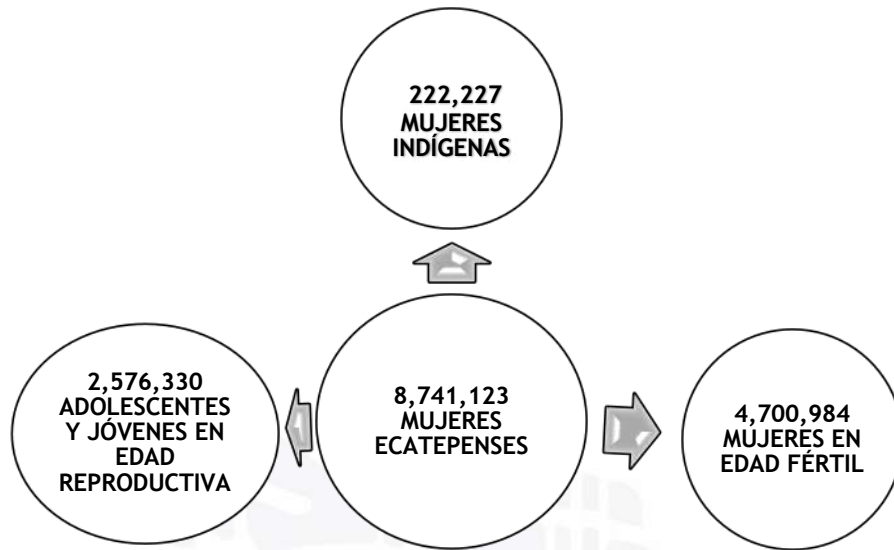 222,227
MUJERES
INDÍGENAS
2,576,330
ADOLESCENTES
Y JÓVENES EN
EDAD
REPRODUCTIVA
8,741,123
MUJERES
ECATEPENSES
4,700,984
MUJERES EN
EDAD FÉRTIL